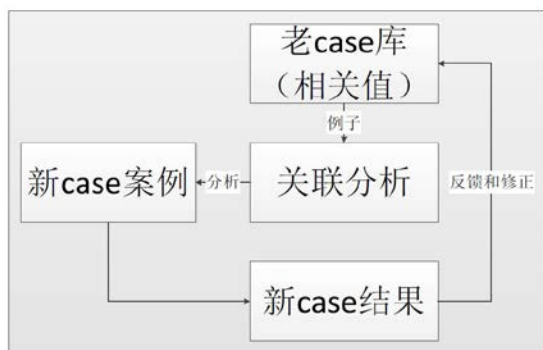 老case库
（相关值）
例子
新case案例
分析
关联分析
反馈和修正
新case结果